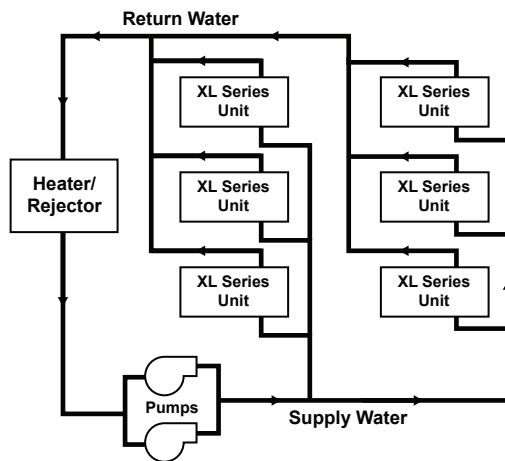 Return Water
XL Series
Unit
XL Series
Unit
Heater/
Rejector
XL Series
Unit
XL Series
Unit
XL Series
Unit
XL Series
Unit
Pumps
Supply Water